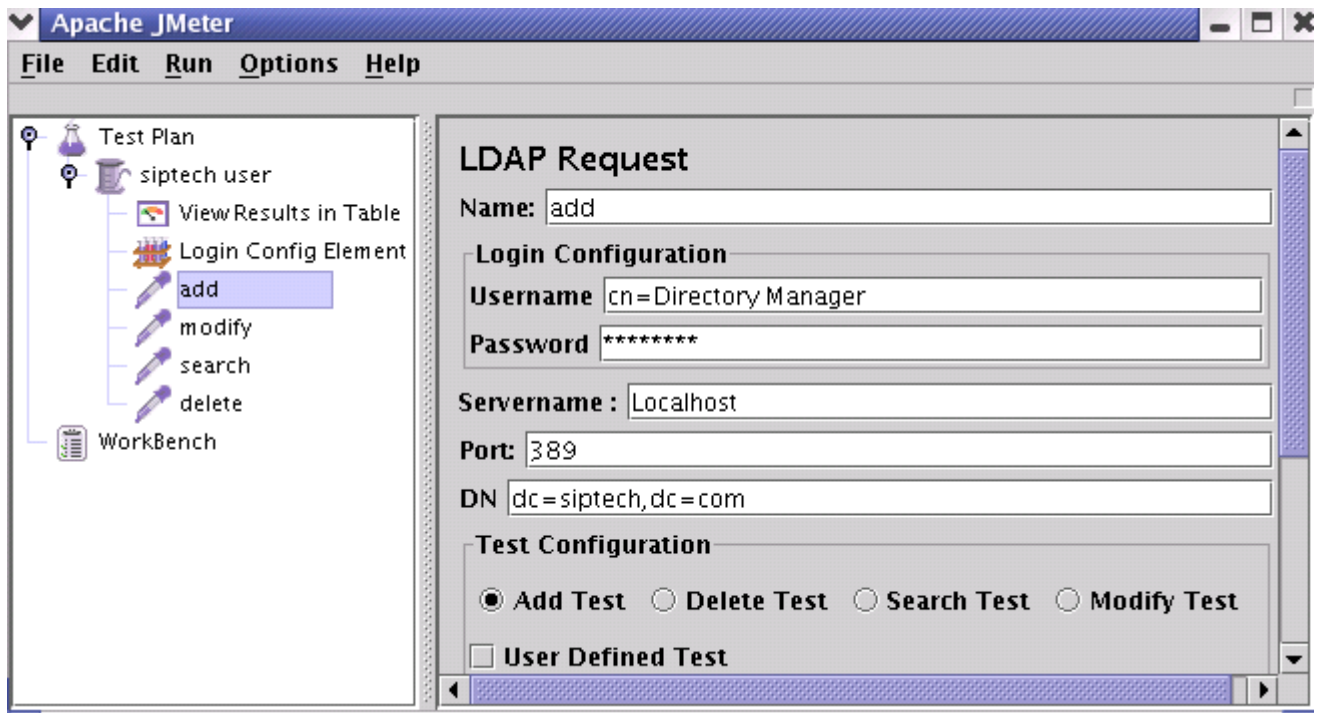 Apache JMeter
File Edit Run Options Help
Test Plan
siptech user
View Results in Table
Login Config Element
add
modify
search
delete
WorkBench
LDAP Request
Name: add
Login Configuration
Username cn=Directory Manager
Password ********
Servername : Localhost
Port: 389
DN dc=siptech,dc=com
Test Configuration
Add Test Delete Test Search Test Modify Test
User Defined Test